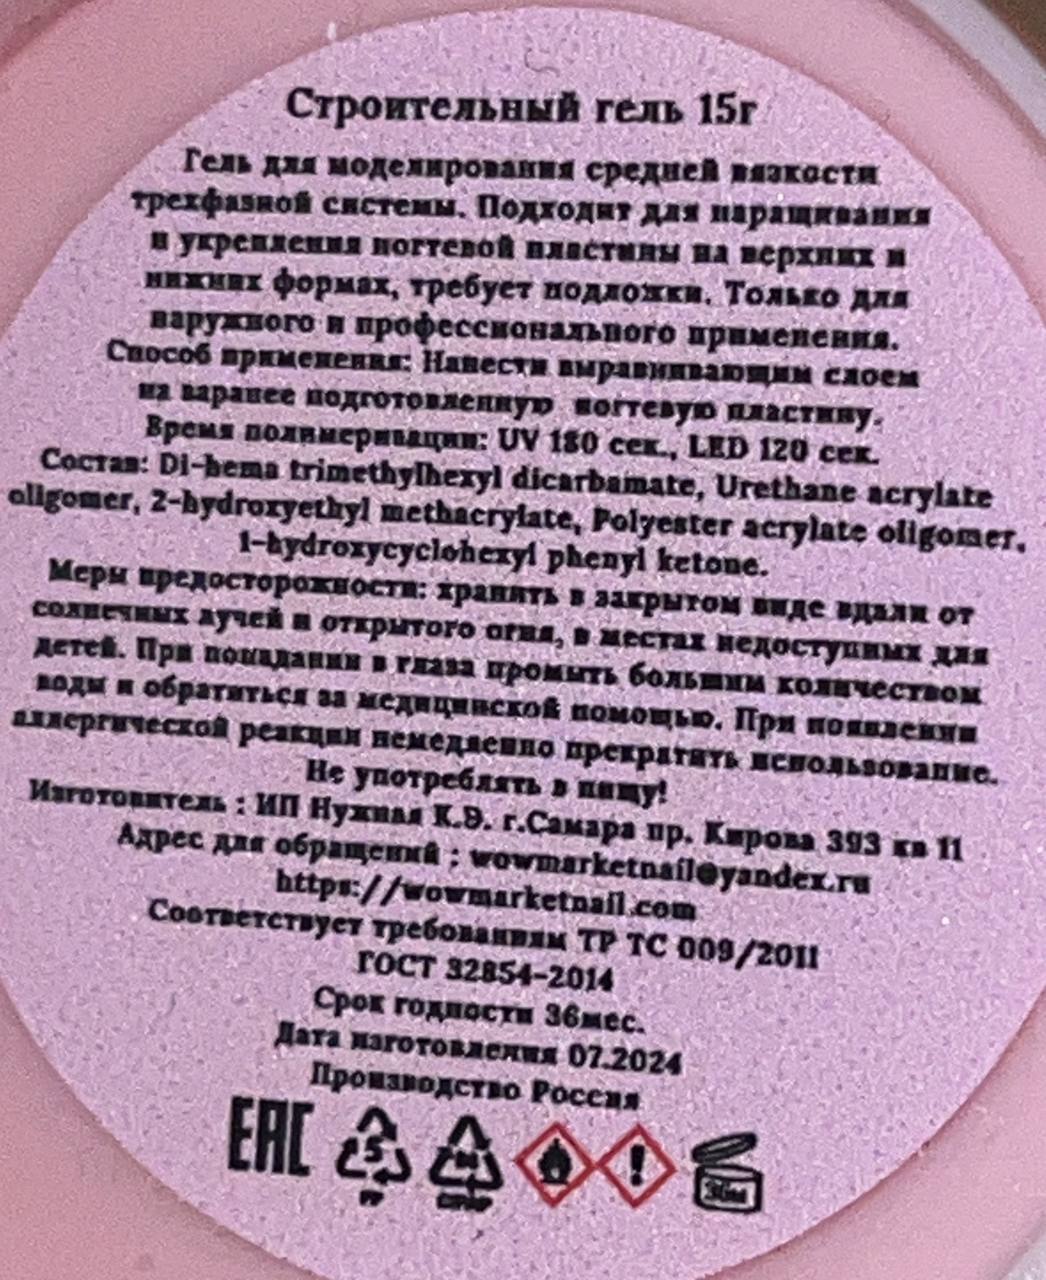 Строительный гель 15г
Гель для моделирования средней вязкости
трехфазной системы. Подходит для наращивания
и укрепления ногтевой пластины на верхних и
нижних формах, требует подложки. Только для
наружного и профессионального применения.
Способ применения: Нанести выравнивающим слоем
на заранее подготовленную ногтевую пластину.
Время полимеризации: UV 180 сек., LED 120 сек.
Состав: Di-hema trimethylhexyl dicarbamate, Urethane acrylate
oligomer, 2-hydroxyethyl methacrylate, Polyester acrylate oligomer,
1-hydroxycyclohexyl phenyl ketone.
Меры предосторожности: хранить в закрытом виде вдали от
солнечных лучей и открытого огня, в местах недоступных для
детей. При попадании в глаза промыть большим количеством
воды и обратиться за медицинской помощью. При появлении
аллергической реакции немедленно прекратить использование.
Не употреблять в пищу!
Изготовитель : ИП Нужная К.Э. г.Самара пр. Кирова 393 кв 11
Адрес для обращений : wowmarketnail@yandex.ru
https://wowmarketnail.com
Соответствует требованиям ТР ТС 009/2011
ГОСТ 32854-2014
Срок годности 36мес.
Дата изготовления 07.2024
Производство Россия
EAC 5 PP ! 36м